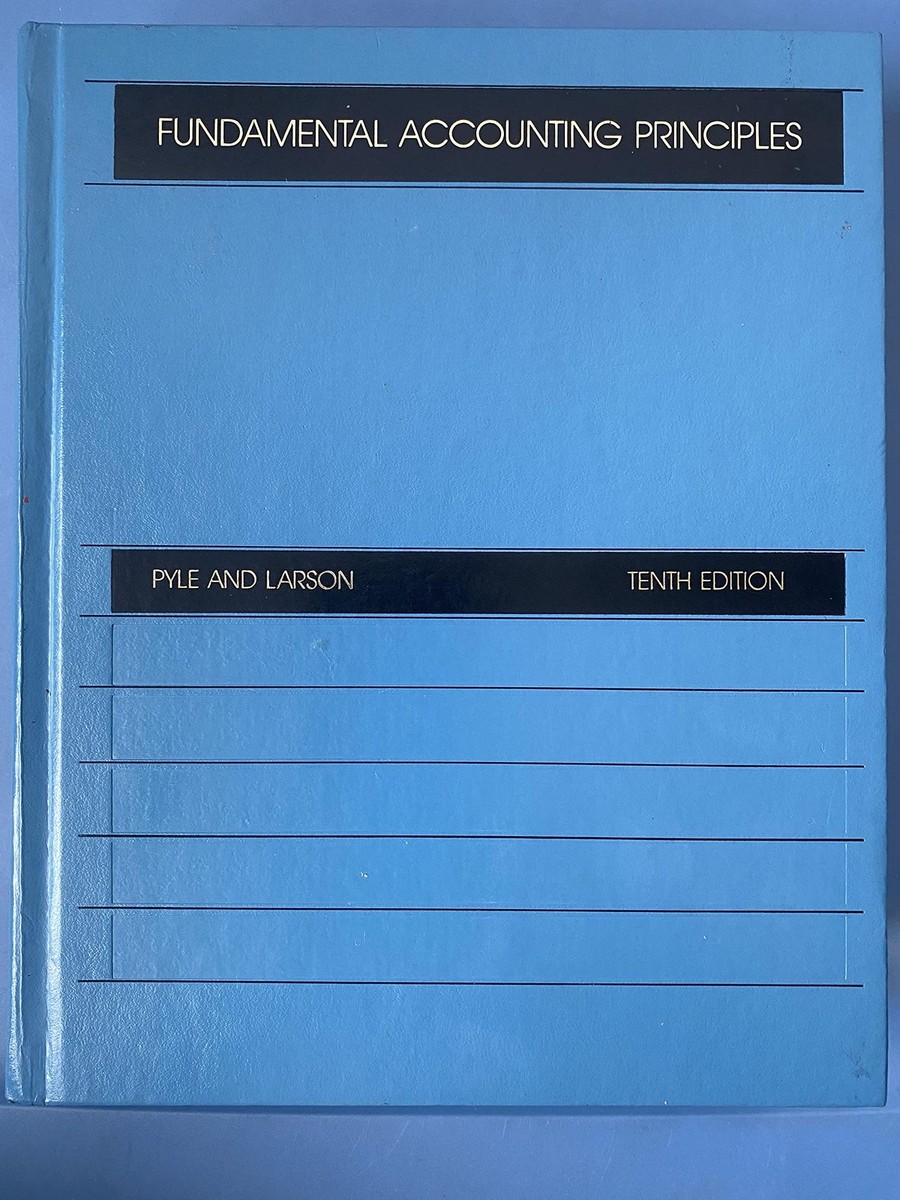 FUNDAMENTAL ACCOUNTING PRINCIPLES
PYLE AND LARSON TENTH EDITION